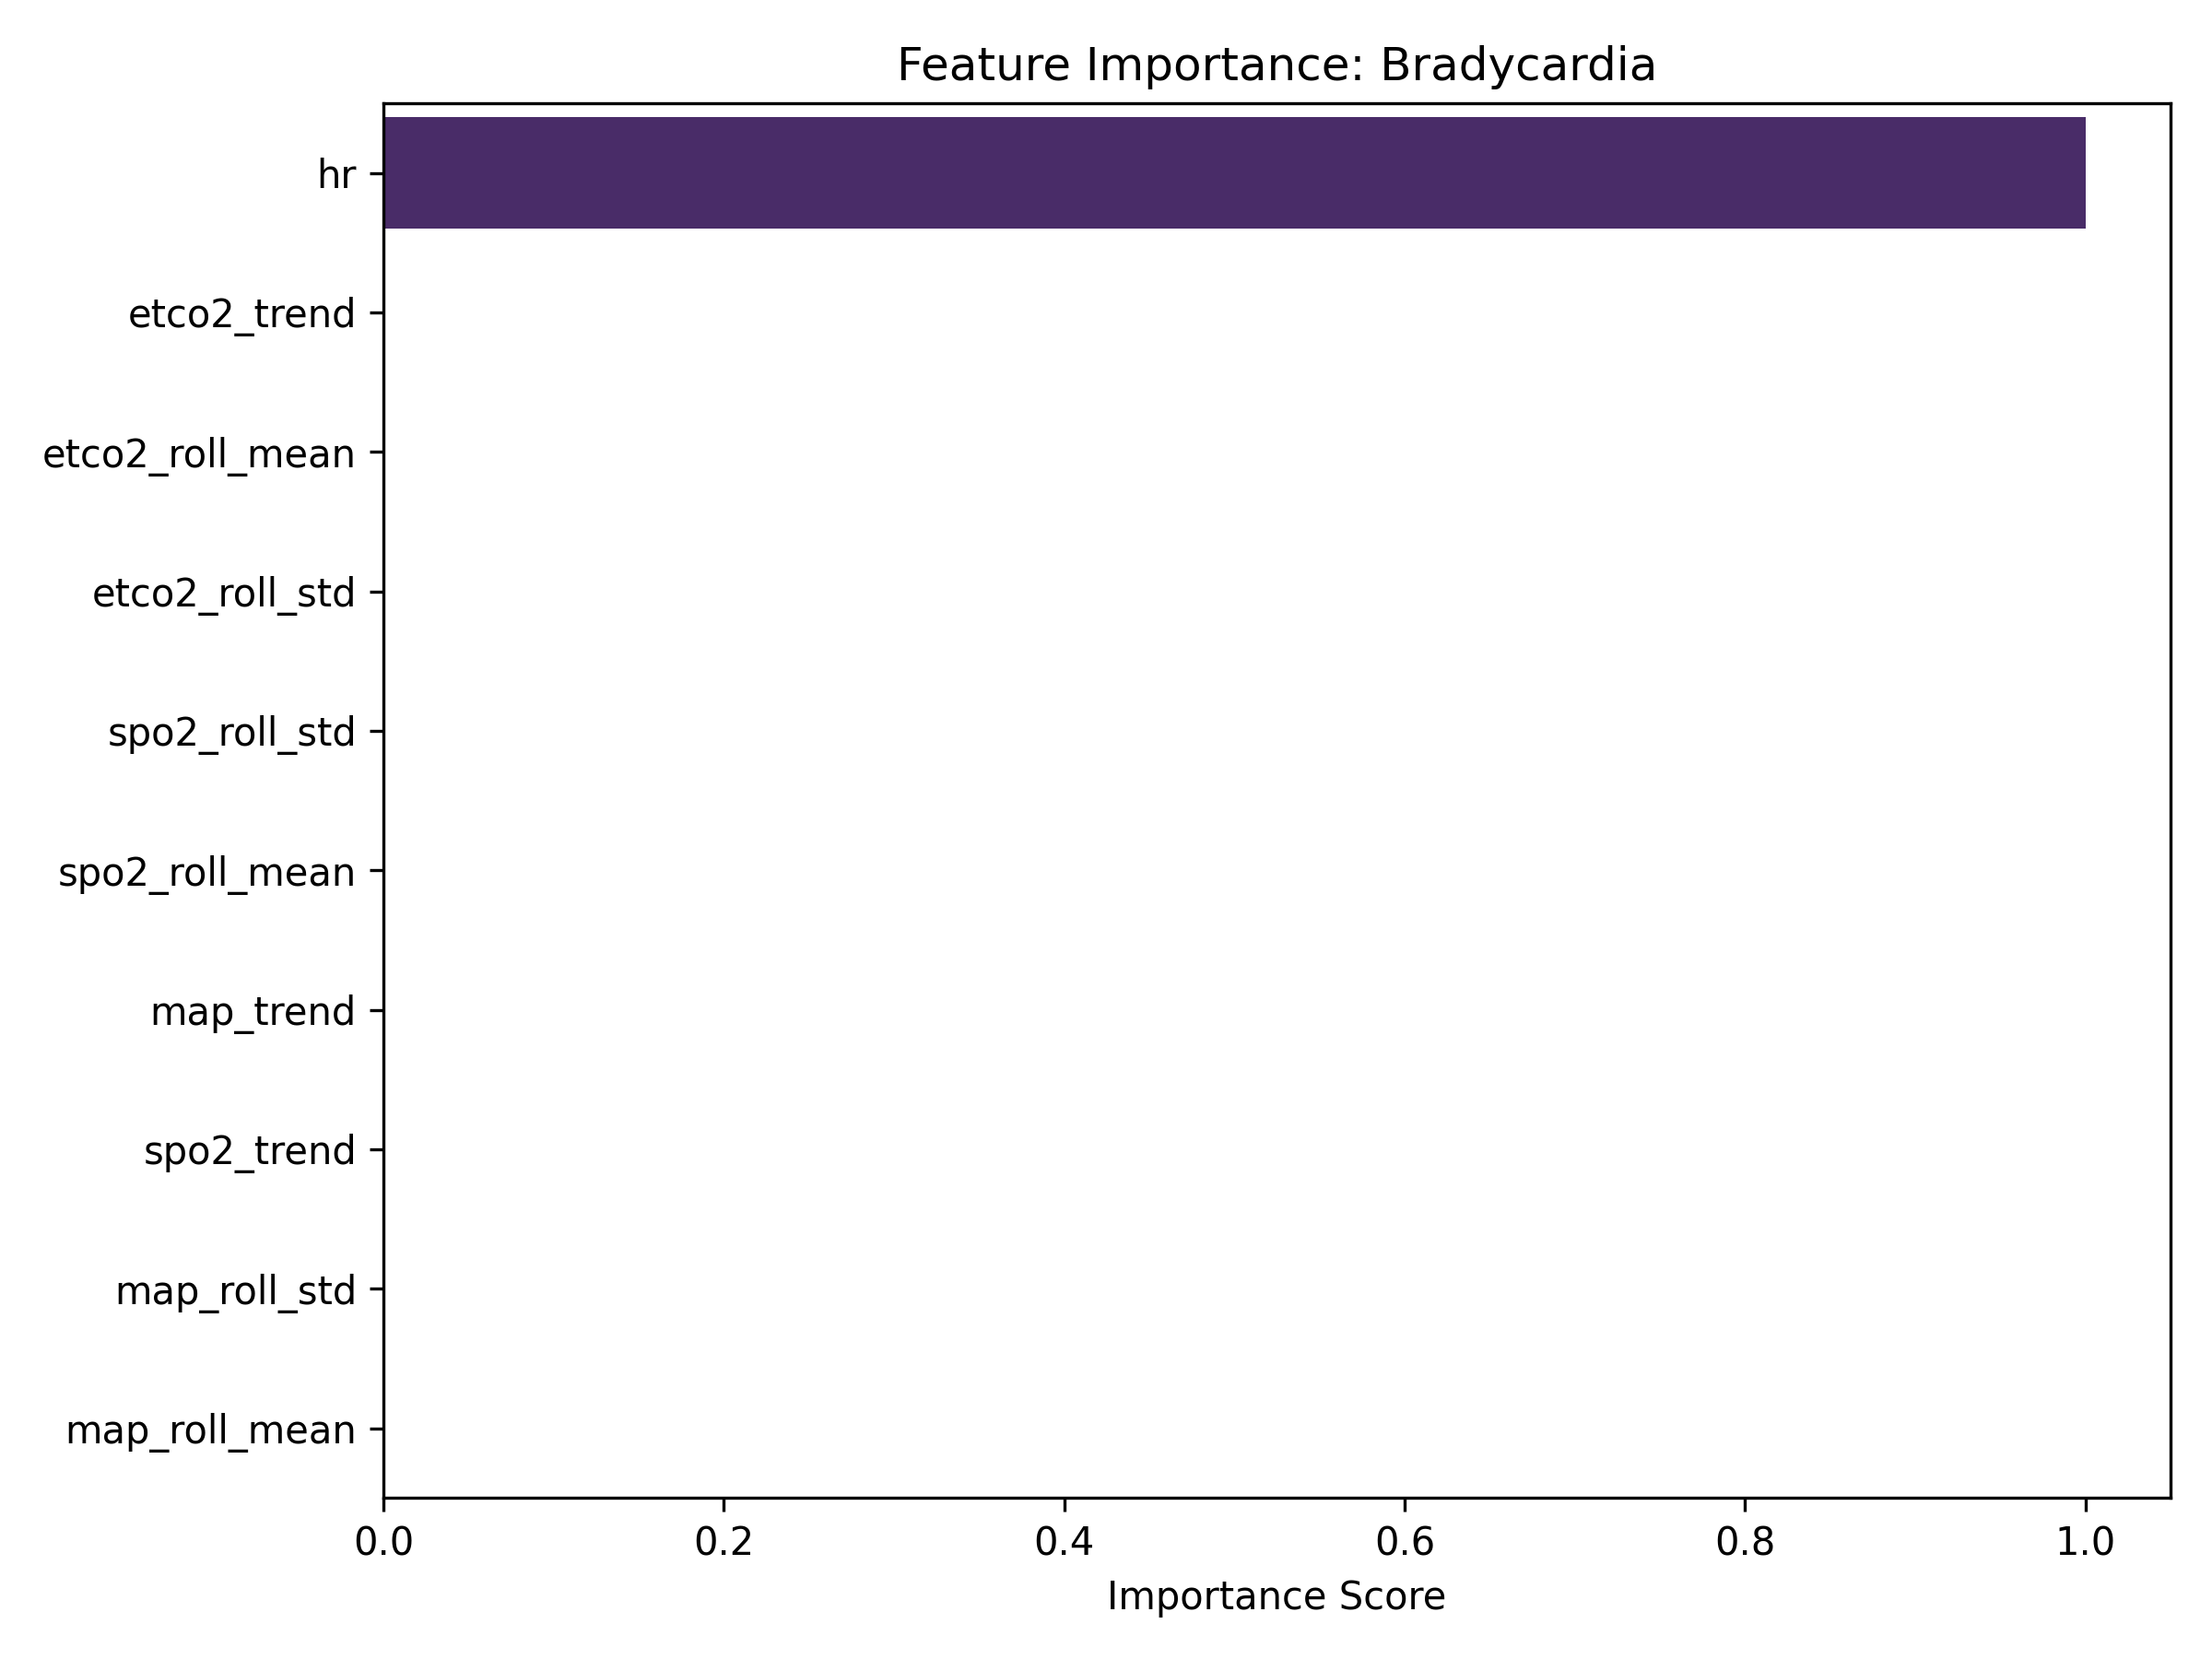 Feature Importance: Bradycardia
hr
etco2_trend
etco2_roll_mean
etco2_roll_std
spo2_roll_std
spo2_roll_mean
map_trend
spo2_trend
map_roll_std
map_roll_mean
0.0 0.2 0.4 0.6 0.8 1.0
Importance Score